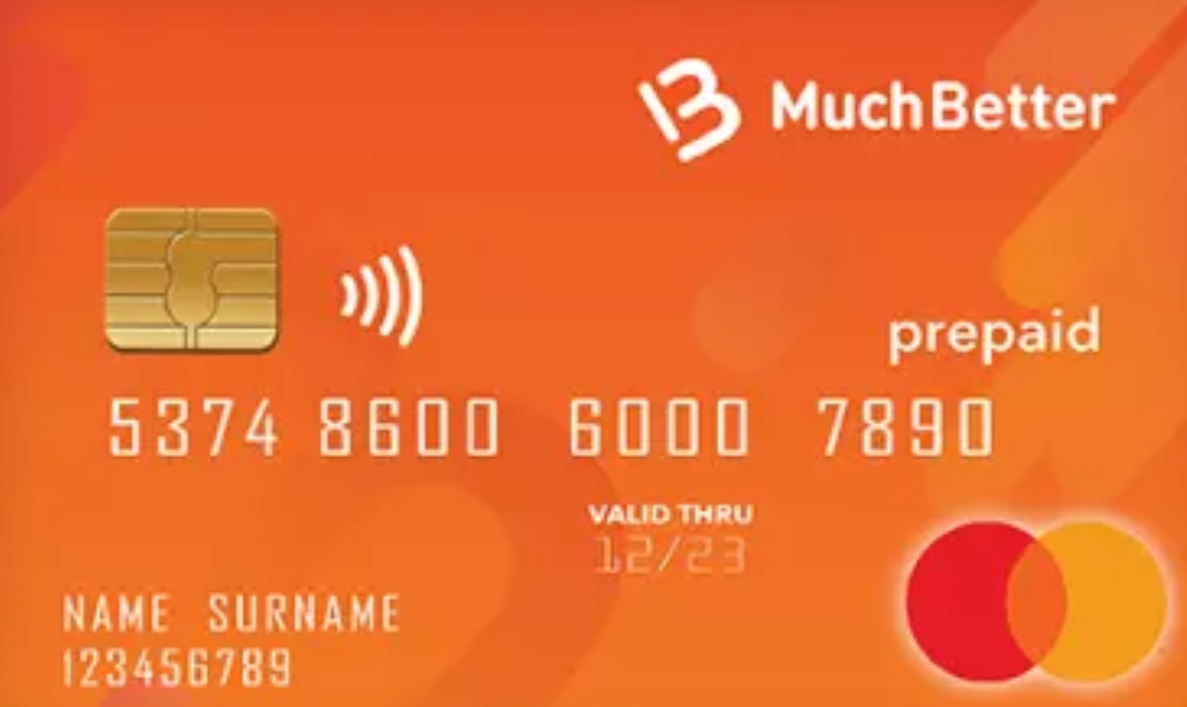 MuchBetter
prepaid
5374 8600 6000 7890
VALID THRU
12/23
NAME SURNAME
123456789